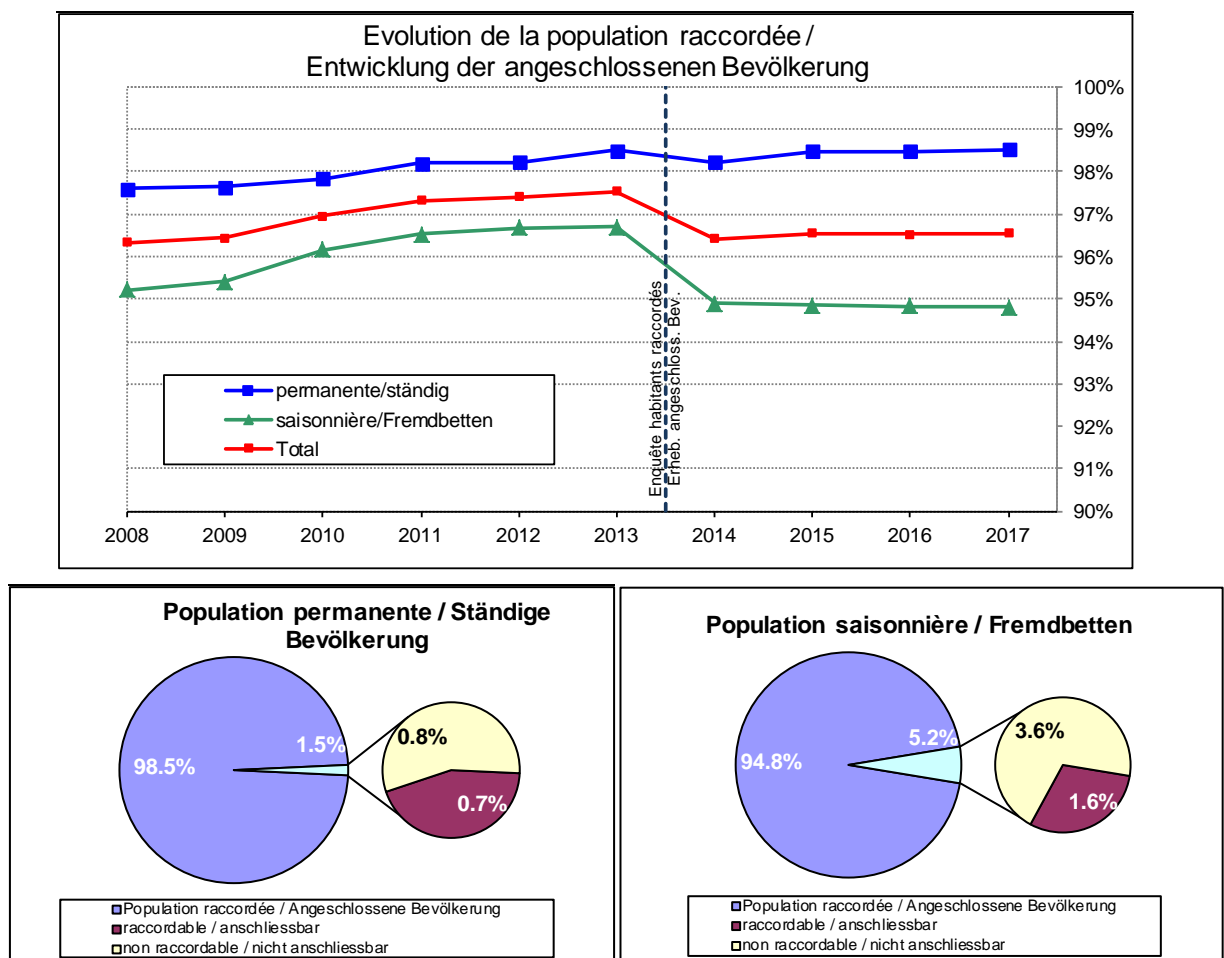 Evolution de la population raccordée /
Entwicklung der angeschlossenen Bevölkerung
100%
99%
98%
97%
96%
95%
94%
93%
92%
91%
90%
Enquête habitants raccordés
Erheb. angeschloss. Bev.
permanente/ständig
saisonnière/Fremdbetten
Total
2008 2009 2010 2011 2012 2013 2014 2015 2016 2017
Population permanente / Ständige
Bevölkerung
98.5%
1.5%
0.8%
0.7%
Population raccordée / Angeschlossene Bevölkerung
raccordable / anschliessbar
non raccordable / nicht anschliessbar
Population saisonnière / Fremdbetten
94.8%
5.2%
3.6%
1.6%
Population raccordée / Angeschlossene Bevölkerung
raccordable / anschliessbar
non raccordable / nicht anschliessbar